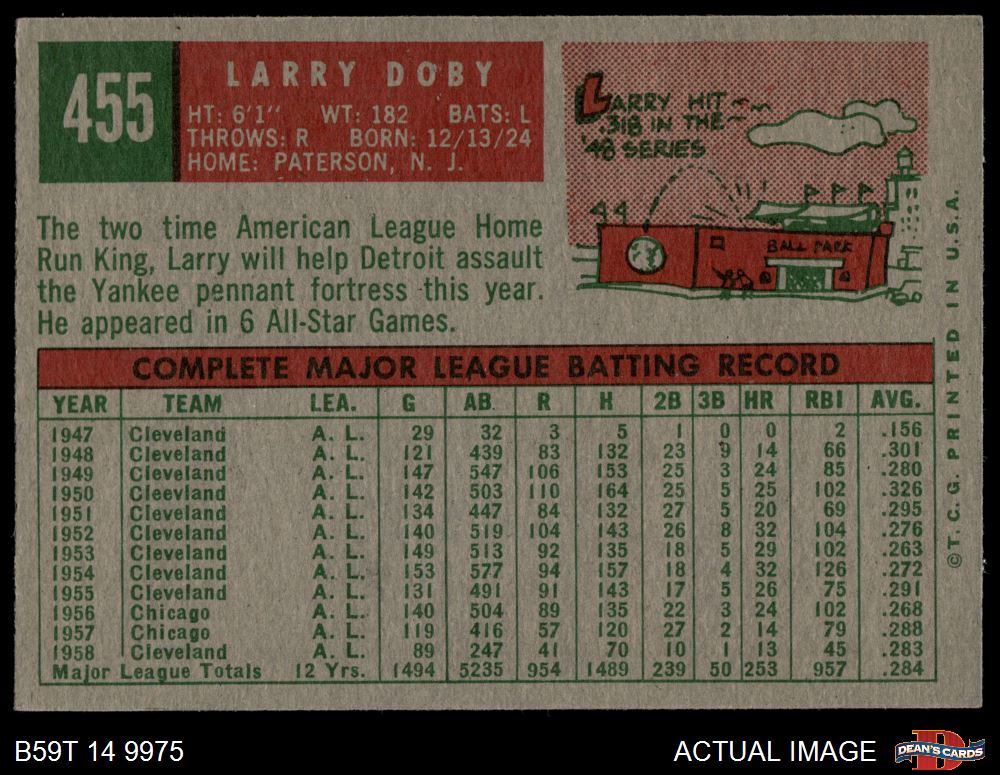 455
LARRY DOBY
HT: 6'1" WT: 182 BATS: L
THROWS: R BORN: 12/13/24
HOME: PATERSON, N. J.
LARRY HIT
.318 IN THE
'48 SERIES
BALL PARK
The two time American League Home
Run King, Larry will help Detroit assault
the Yankee pennant fortress this year.
He appeared in 6 All-Star Games.
COMPLETE MAJOR LEAGUE BATTING RECORD
YEAR TEAM LEA. G AB R H 2B 3B HR RBI AVG.
1947 Cleveland A. L. 29 32 3 5 1 0 0 2 .156
1948 Cleveland A. L. 121 439 83 132 23 9 14 66 .301
1949 Cleveland A. L. 147 547 106 153 25 3 24 85 .280
1950 Cleevland A. L. 142 503 110 164 25 5 25 102 .326
1951 Cleveland A. L. 134 447 84 132 27 5 20 69 .295
1952 Cleveland A. L. 140 519 104 143 26 8 32 104 .276
1953 Cleveland A. L. 149 513 92 135 18 5 29 102 .263
1954 Cleveland A. L. 153 577 94 157 18 4 32 126 .272
1955 Cleveland A. L. 131 491 91 143 17 5 26 75 .291
1956 Chicago A. L. 140 504 89 135 22 3 24 102 .268
1957 Chicago A. L. 119 416 57 120 27 2 14 79 .288
1958 Cleveland A. L. 89 247 41 70 10 1 13 45 .283
Major League Totals 12 Yrs. 1494 5235 954 1489 239 50 253 957 .284
©T. C. G. PRINTED IN U.S.A.
B59T 14 9975
ACTUAL IMAGE
DEAN'S CARDS